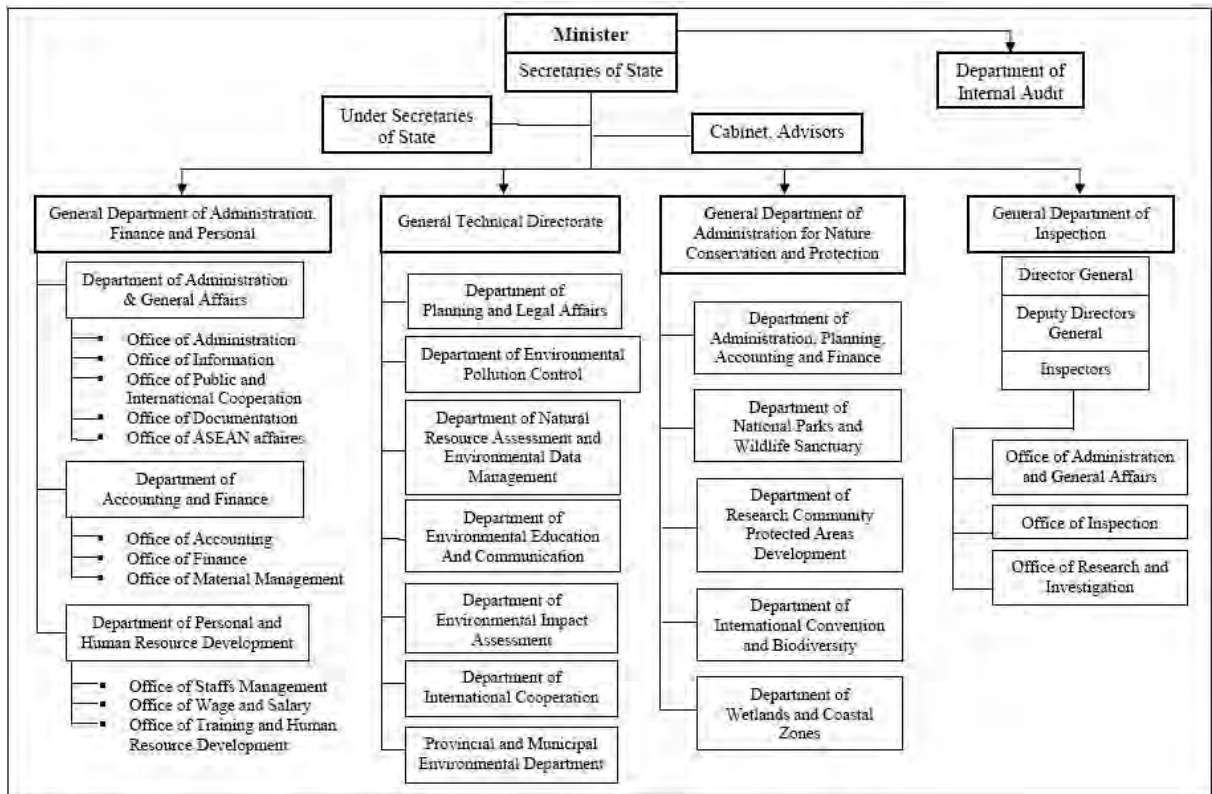 Minister
Secretaries of State
Department of
Internal Audit
Under Secretaries
of State
Cabinet, Advisors
General Department of Administration,
Finance and Personal
Department of Administration
& General Affairs
Office of Administration
Office of Information
Office of Public and
International Cooperation
Office of Documentation
Office of ASEAN affaires
Department of
Accounting and Finance
Office of Accounting
Office of Finance
Office of Material Management
Department of Personal and
Human Resource Development
Office of Staffs Management
Office of Wage and Salary
Office of Training and Human
Resource Development
General Technical Directorate
Department of
Planning and Legal Affairs
Department of Environmental
Pollution Control
Department of Natural
Resource Assessment and
Environmental Data
Management
Department of
Environmental Education
And Communication
Department of
Environmental Impact
Assessment
Department of
International Cooperation
Provincial and Municipal
Environmental Department
General Department of
Administration for Nature
Conservation and Protection
Department of
Administration, Planning,
Accounting and Finance
Department of
National Parks and
Wildlife Sanctuary
Department of
Research Community
Protected Areas
Development
Department of
International Convention
and Biodiversity
Department of
Wetlands and Coastal
Zones
General Department of
Inspection
Director General
Deputy Directors
General
Inspectors
Office of Administration
and General Affairs
Office of Inspection
Office of Research and
Investigation